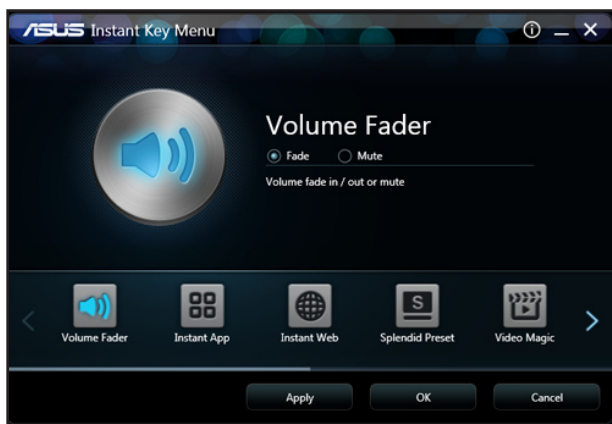 ASUS Instant Key Menu
Volume Fader
Fade Mute
Volume fade in / out or mute
Volume Fader Instant App Instant Web Splendid Preset Video Magic
S
Apply OK Cancel